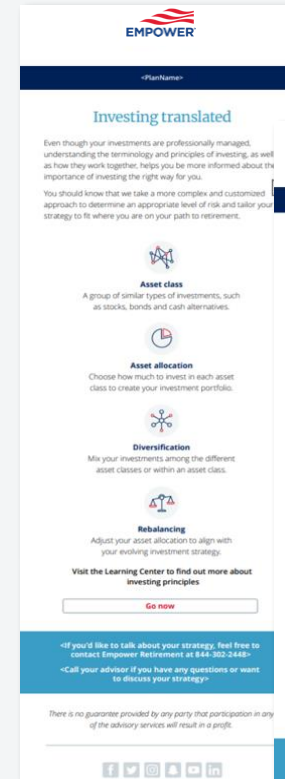 EMPOWER
<PlanName>
Investing translated
Even though your investments are professionally managed,
understanding the terminology and principles of investing, as well
as how they work together, helps you be more informed about the
importance of investing the right way for you.
You should know that we take a more complex and customized
approach to determine an appropriate level of risk and tailor your
strategy to fit where you are on your path to retirement.
Asset class
A group of similar types of investments, such
as stocks, bonds and cash alternatives.
Asset allocation
Choose how much to invest in each asset
class to create your investment portfolio.
Diversification
Mix your investments among the different
asset classes or within an asset class.
Rebalancing
Adjust your asset allocation to align with
your evolving investment strategy.
Visit the Learning Center to find out more about
investing principles
Go now
<If you'd like to talk about your strategy, feel free to
contact Empower Retirement at 844-302-2448>
<Call your advisor if you have any questions or want
to discuss your strategy>
There is no guarantee provided by any party that participation in any
of the advisory services will result in a profit.